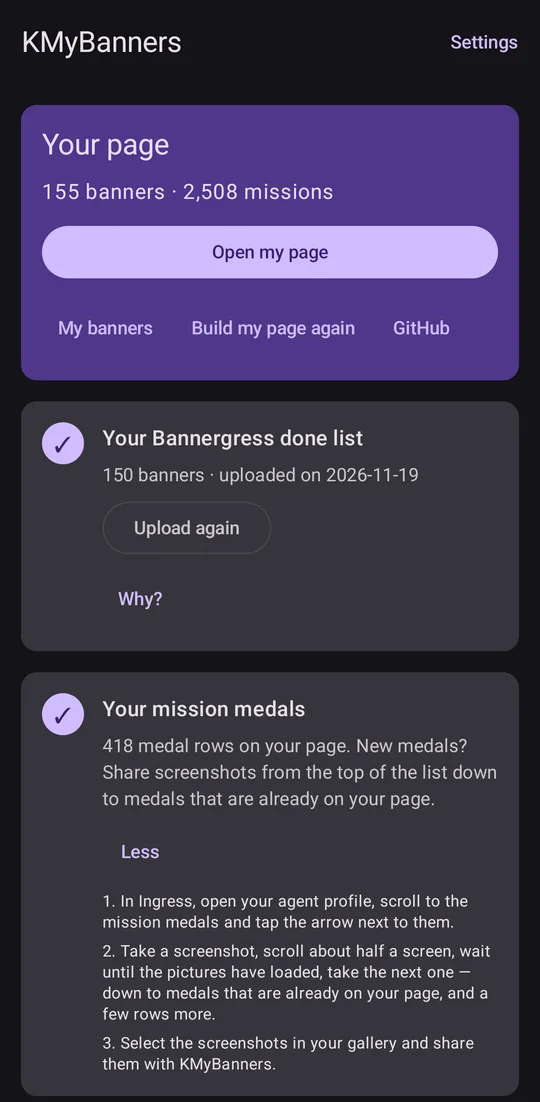 KMyBanners
Settings
Your page
155 banners · 2,508 missions
Open my page
My banners
Build my page again
GitHub
✓
Your Bannergress done list
150 banners · uploaded on 2026-11-19
Upload again
Why?
✓
Your mission medals
418 medal rows on your page. New medals?
Share screenshots from the top of the list down
to medals that are already on your page.
Less
1. In Ingress, open your agent profile, scroll to the
mission medals and tap the arrow next to them.
2. Take a screenshot, scroll about half a screen, wait
until the pictures have loaded, take the next one —
down to medals that are already on your page, and a
few rows more.
3. Select the screenshots in your gallery and share
them with KMyBanners.